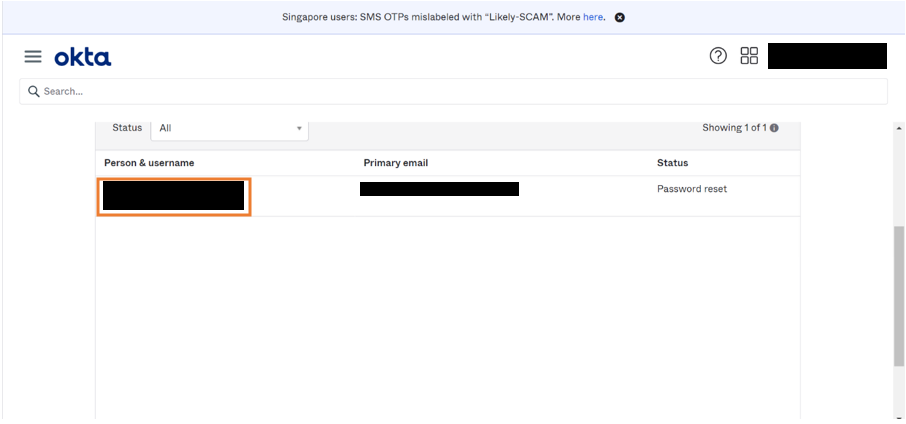 Singapore users: SMS OTPs mislabeled with “Likely-SCAM”. More here.
okta
Search...
Status All Showing 1 of 1
Person & username Primary email Status
Password reset